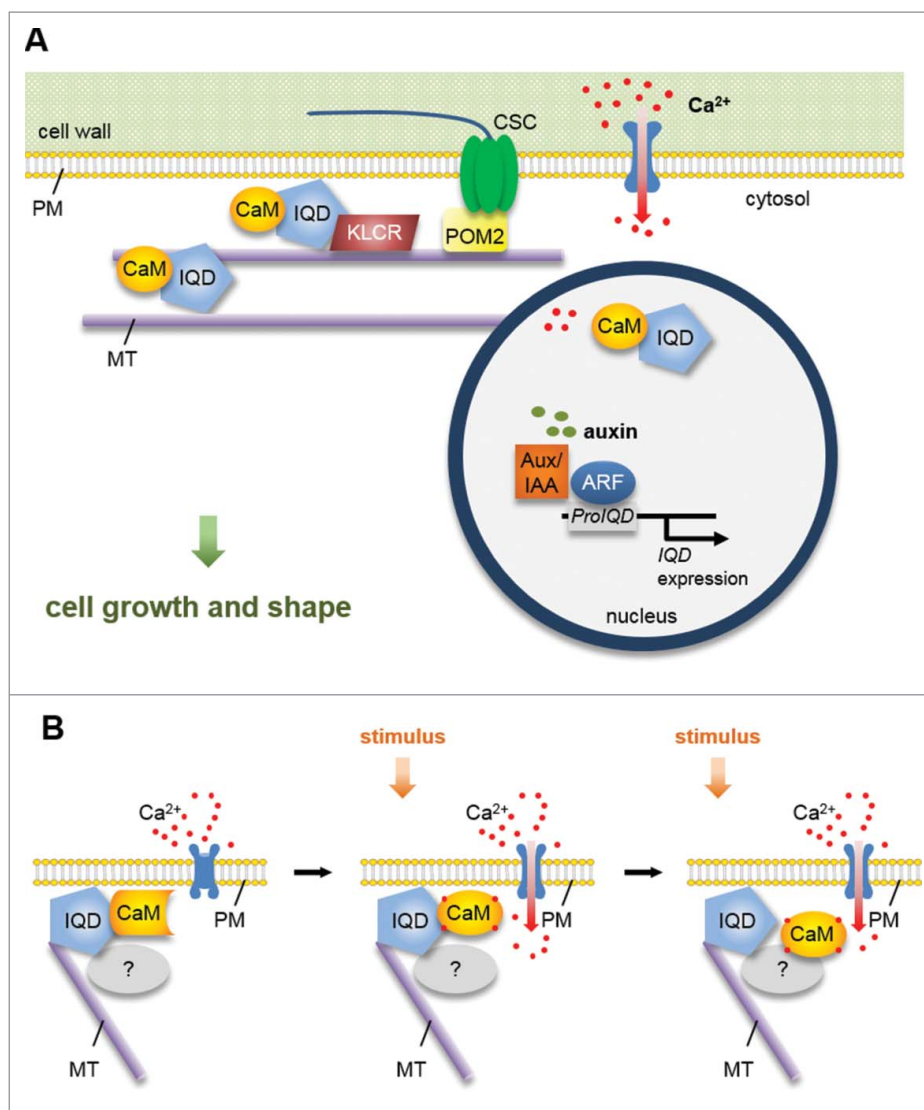 A
Ca²⁺
CSC
cell wall
PM
cytosol
CaM
IQD
KLCR
POM2
CaM
IQD
MT
CaM
IQD
auxin
Aux/
IAA
ARF
ProIQD
IQD
expression
nucleus
cell growth and shape
B
stimulus
stimulus
Ca²⁺
Ca²⁺
Ca²⁺
IQD
CaM
PM
?
MT
IQD
CaM
PM
?
MT
IQD
CaM
PM
?
MT